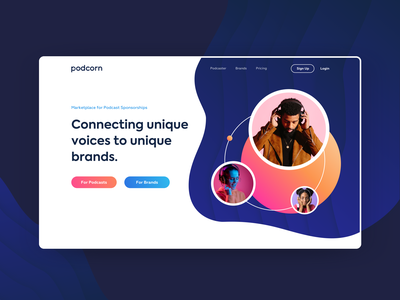 podcorn
Podcaster Brands Pricing Sign Up Login
Marketplace for Podcast Sponsorships
Connecting unique
voices to unique
brands.
For Podcasts For Brands